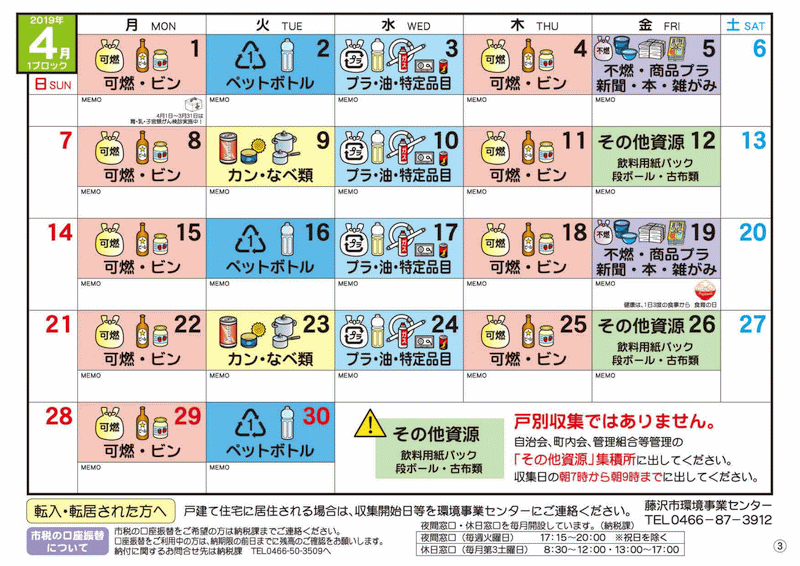 2019年
4月
1ブロック
日 SUN
月 MON
火 TUE
水 WED
木 THU
金 FRI
土 SAT
可燃 1
可燃・ビン
MEMO
4月1日〜3月31日は
胃・乳・子宮頸がん検診実施中!
1 2
ペットボトル
MEMO
プラ 3
プラ・油・特定品目
MEMO
可燃 4
可燃・ビン
MEMO
不燃 5
不燃・商品プラ
新聞・本・雑がみ
MEMO
6
7
可燃 8
可燃・ビン
MEMO
9
カン・なべ類
MEMO
プラ 10
プラ・油・特定品目
MEMO
可燃 11
可燃・ビン
MEMO
その他資源 12
飲料用紙パック
段ボール・古布類
MEMO
13
14
可燃 15
可燃・ビン
MEMO
1 16
ペットボトル
MEMO
プラ 17
プラ・油・特定品目
MEMO
可燃 18
可燃・ビン
MEMO
不燃 19
不燃・商品プラ
新聞・本・雑がみ
MEMO
健康は、1日3度の食事から 食育の日
20
21
可燃 22
可燃・ビン
MEMO
23
カン・なべ類
MEMO
プラ 24
プラ・油・特定品目
MEMO
可燃 25
可燃・ビン
MEMO
その他資源 26
飲料用紙パック
段ボール・古布類
MEMO
27
28
可燃 29
可燃・ビン
MEMO
1 30
ペットボトル
MEMO
その他資源
飲料用紙パック
段ボール・古布類
戸別収集ではありません。
自治会、町内会、管理組合等管理の
「その他資源」集積所に出してください。
収集日の朝7時から朝9時までに出してください。
転入・転居された方へ
戸建て住宅に居住される場合は、収集開始日等を環境事業センターにご連絡ください。
藤沢市環境事業センター
TEL0466-87-3912
市税の口座振替
について
市税の口座振替をご希望の方は納税課までご連絡ください。
口座振替をご利用中の方は、納期限の前日までに残高のご確認をお願いします。
納付に関するお問合せ先は納税課 TEL0466-50-3509へ
夜間窓口・休日窓口を毎月開設しています。(納税課)
夜間窓口(毎週火曜日) 17:15〜20:00 ※祝日を除く
休日窓口(毎月第3土曜日) 8:30〜12:00・13:00〜17:00
3